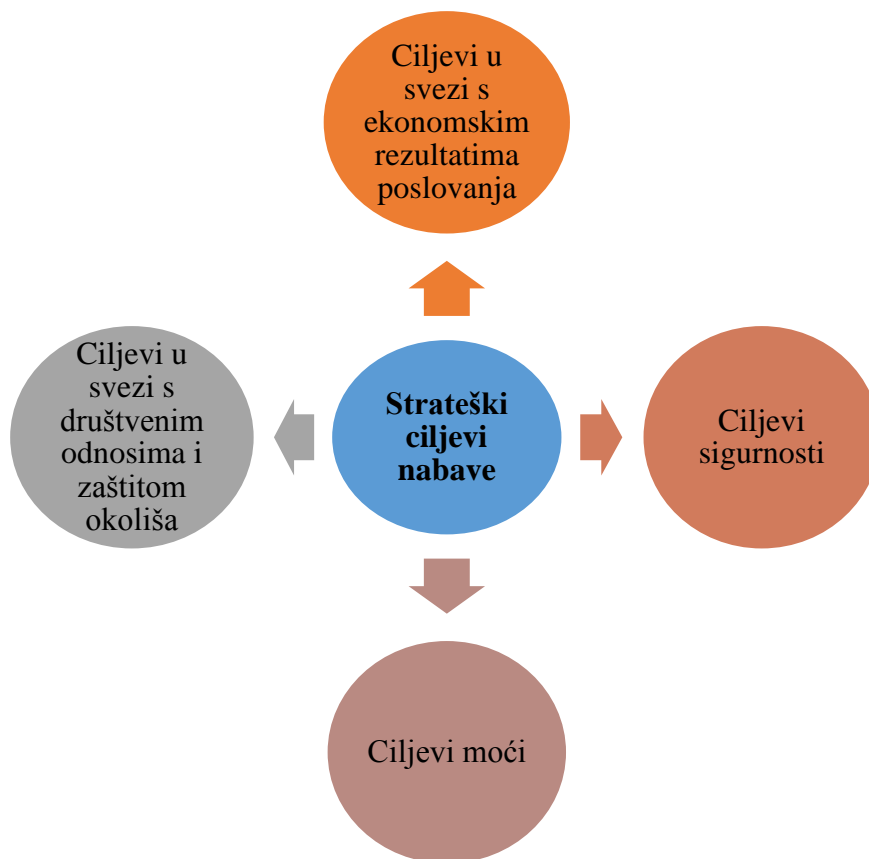 Ciljevi u
svezi s
ekonomskim
rezultatima
poslovanja
Ciljevi u
svezi s
društvenim
odnosima i
zaštitom
okoliša
Strateški
ciljevi
nabave
Ciljevi
sigurnosti
Ciljevi moći